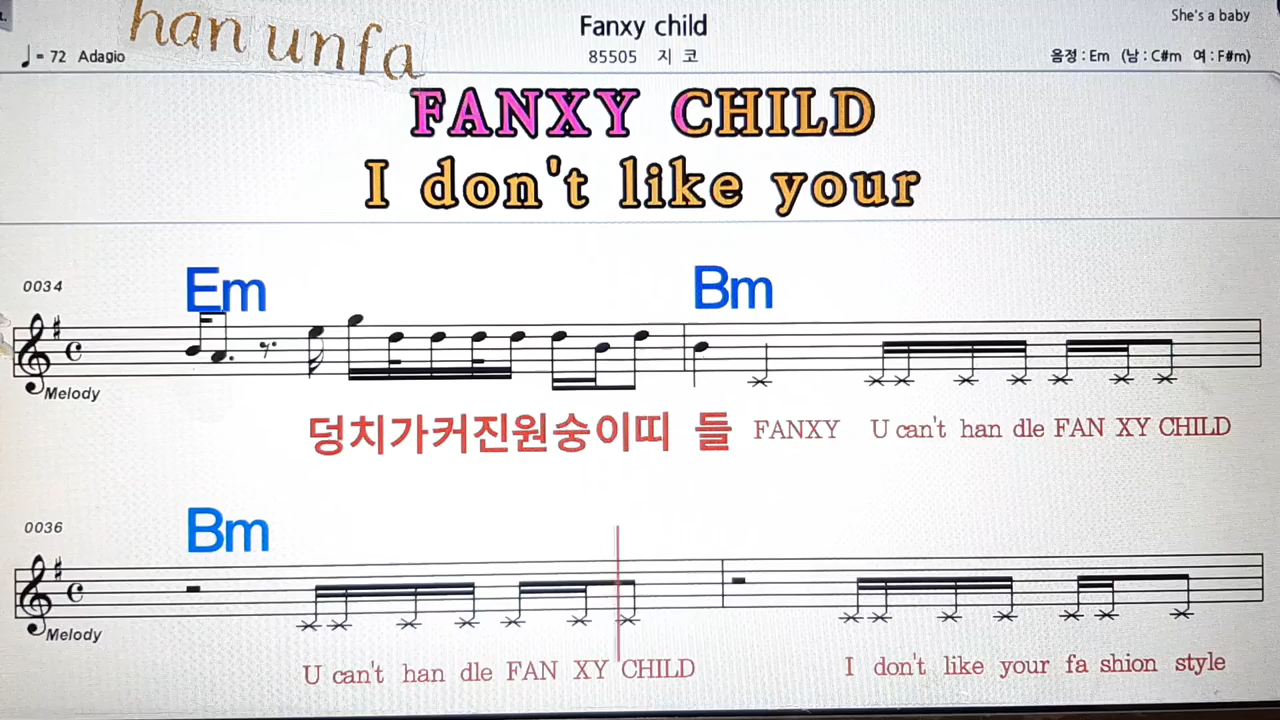 han unfa
Fanxy child
She's a baby
♩= 72 Adagio
85505 지 코
음정 : Em (남 : C#m 여 : F#m)
FANXY CHILD
I don't like your
0034
Em
Bm
Melody
덩치가커진원숭이띠 들 FANXY U can't han dle FAN XY CHILD
0036
Bm
Melody
U can't han dle FAN XY CHILD I don't like your fa shion style